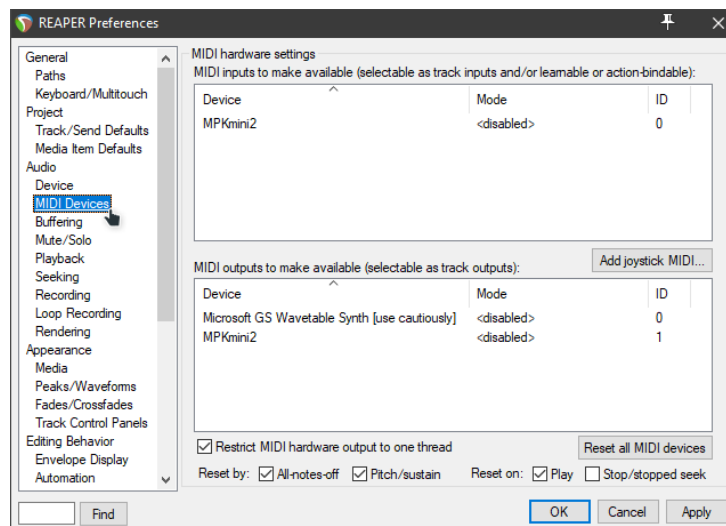 REAPER Preferences
General
Paths
Keyboard/Multitouch
Project
Track/Send Defaults
Media Item Defaults
Audio
Device
MIDI Devices
Buffering
Mute/Solo
Playback
Seeking
Recording
Loop Recording
Rendering
Appearance
Media
Peaks/Waveforms
Fades/Crossfades
Track Control Panels
Editing Behavior
Envelope Display
Automation
Find
MIDI hardware settings
MIDI inputs to make available (selectable as track inputs and/or learnable or action-bindable):
Device Mode ID
MPKmini2 <disabled> 0
Add joystick MIDI...
MIDI outputs to make available (selectable as track outputs):
Device Mode ID
Microsoft GS Wavetable Synth [use cautiously] <disabled> 0
MPKmini2 <disabled> 1
Restrict MIDI hardware output to one thread
Reset all MIDI devices
Reset by: All-notes-off Pitch/sustain Reset on: Play Stop/stopped seek
OK Cancel Apply